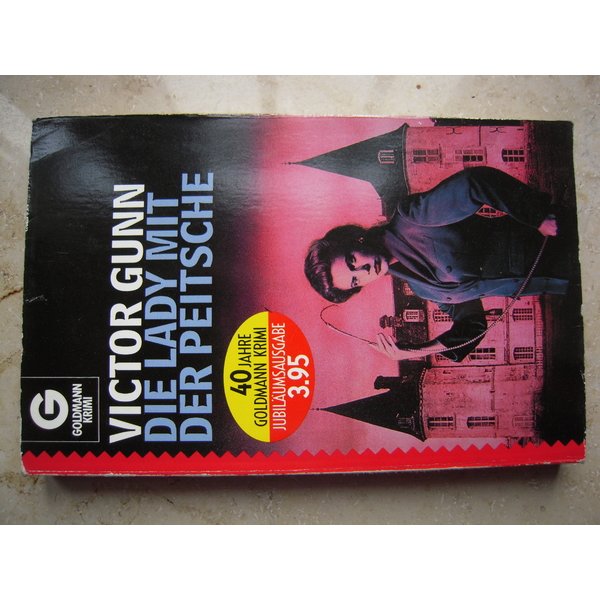 G
GOLDMANN
KRIMI
VICTOR GUNN
DIE LADY MIT
DER PEITSCHE
40 JAHRE
GOLDMANN KRIMI
JUBILÄUMSAUSGABE
3.95